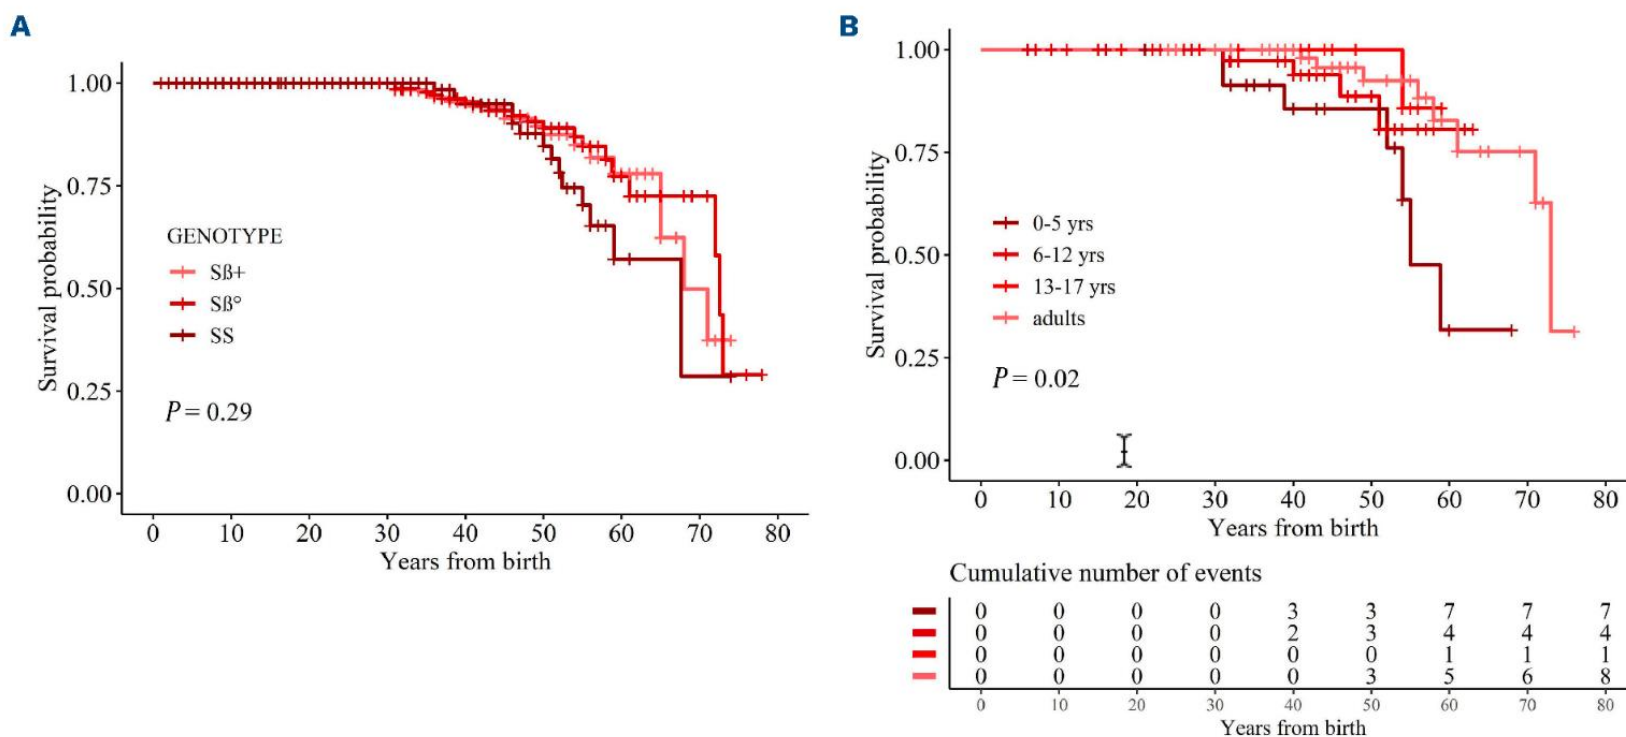 A
Survival probability
1.00
0.75
0.50
0.25
0.00
GENOTYPE
Sß+
Sß°
SS
P = 0.29
0 10 20 30 40 50 60 70 80
Years from birth
B
Survival probability
1.00
0.75
0.50
0.25
0.00
0-5 yrs
6-12 yrs
13-17 yrs
adults
P = 0.02
0 10 20 30 40 50 60 70 80
Years from birth
Cumulative number of events
0 0 0 0 3 3 7 7 7
0 0 0 0 2 3 4 4 4
0 0 0 0 0 0 1 1 1
0 0 0 0 0 3 5 6 8
0 10 20 30 40 50 60 70 80
Years from birth